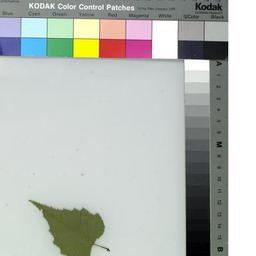 KODAK Color Control Patches
Kodak
Blue Cyan Green Yellow Red Magenta White 3/Color Black
A
M
B